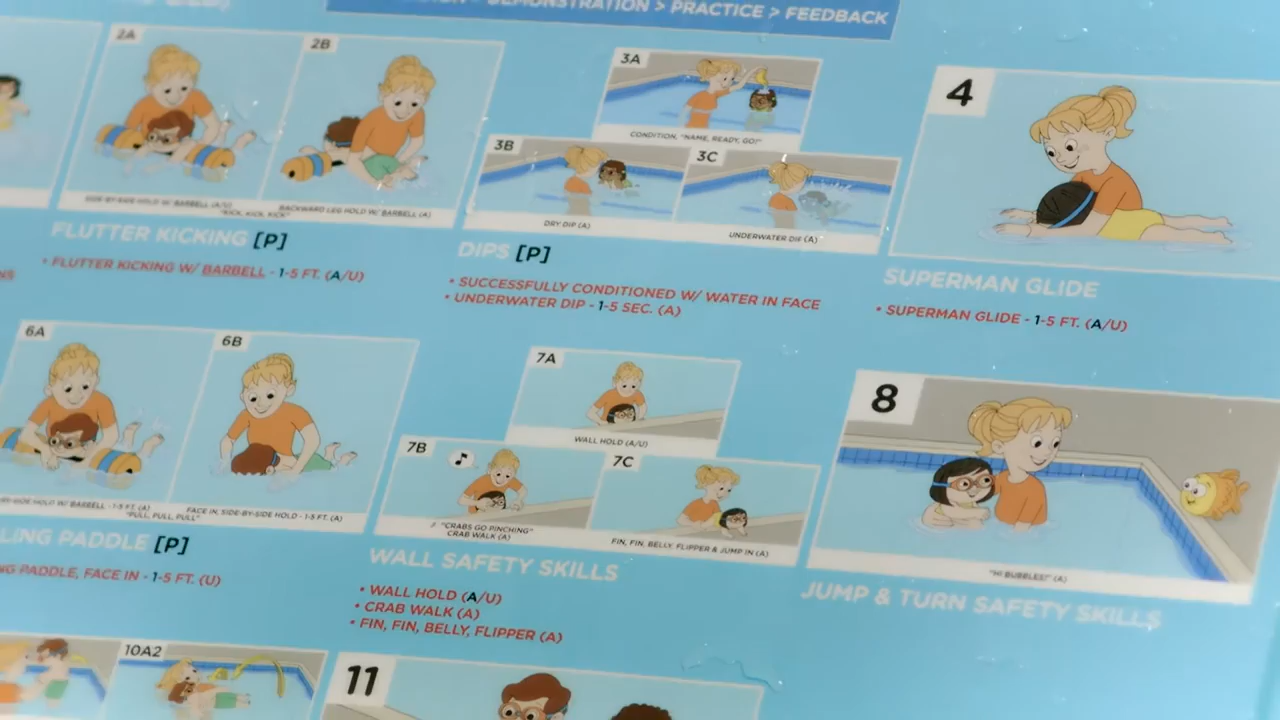 DEMONSTRATION > PRACTICE > FEEDBACK
2A
2B
SIDE-BY-SIDE HOLD W/ BARBELL (A/U)
"KICK, KICK, KICK"
BACKWARD LEG HOLD W/ BARBELL (A)
FLUTTER KICKING [P]
• FLUTTER KICKING W/ BARBELL - 1-5 FT. (A/U)
3A
CONDITION, "NAME, READY, GO!"
3B
3C
DRY DIP (A)
UNDERWATER DIP (A)
DIPS [P]
• SUCCESSFULLY CONDITIONED W/ WATER IN FACE
• UNDERWATER DIP - 1-5 SEC. (A)
4
SUPERMAN GLIDE
• SUPERMAN GLIDE - 1-5 FT. (A/U)
6A
6B
HOLD W/ BARBELL - 1-5 FT. (A)
"PULL, PULL, PULL"
FACE IN, SIDE-BY-SIDE HOLD - 1-5 FT. (A)
LING PADDLE [P]
NG PADDLE, FACE IN - 1-5 FT. (U)
7A
WALL HOLD (A/U)
7B
7C
♪ "CRABS GO PINCHING"
CRAB WALK (A)
FIN, FIN, BELLY, FLIPPER & JUMP IN (A)
WALL SAFETY SKILLS
• WALL HOLD (A/U)
• CRAB WALK (A)
• FIN, FIN, BELLY, FLIPPER (A)
8
"HI BUBBLES!" (A)
JUMP & TURN SAFETY SKILLS
10A2
11